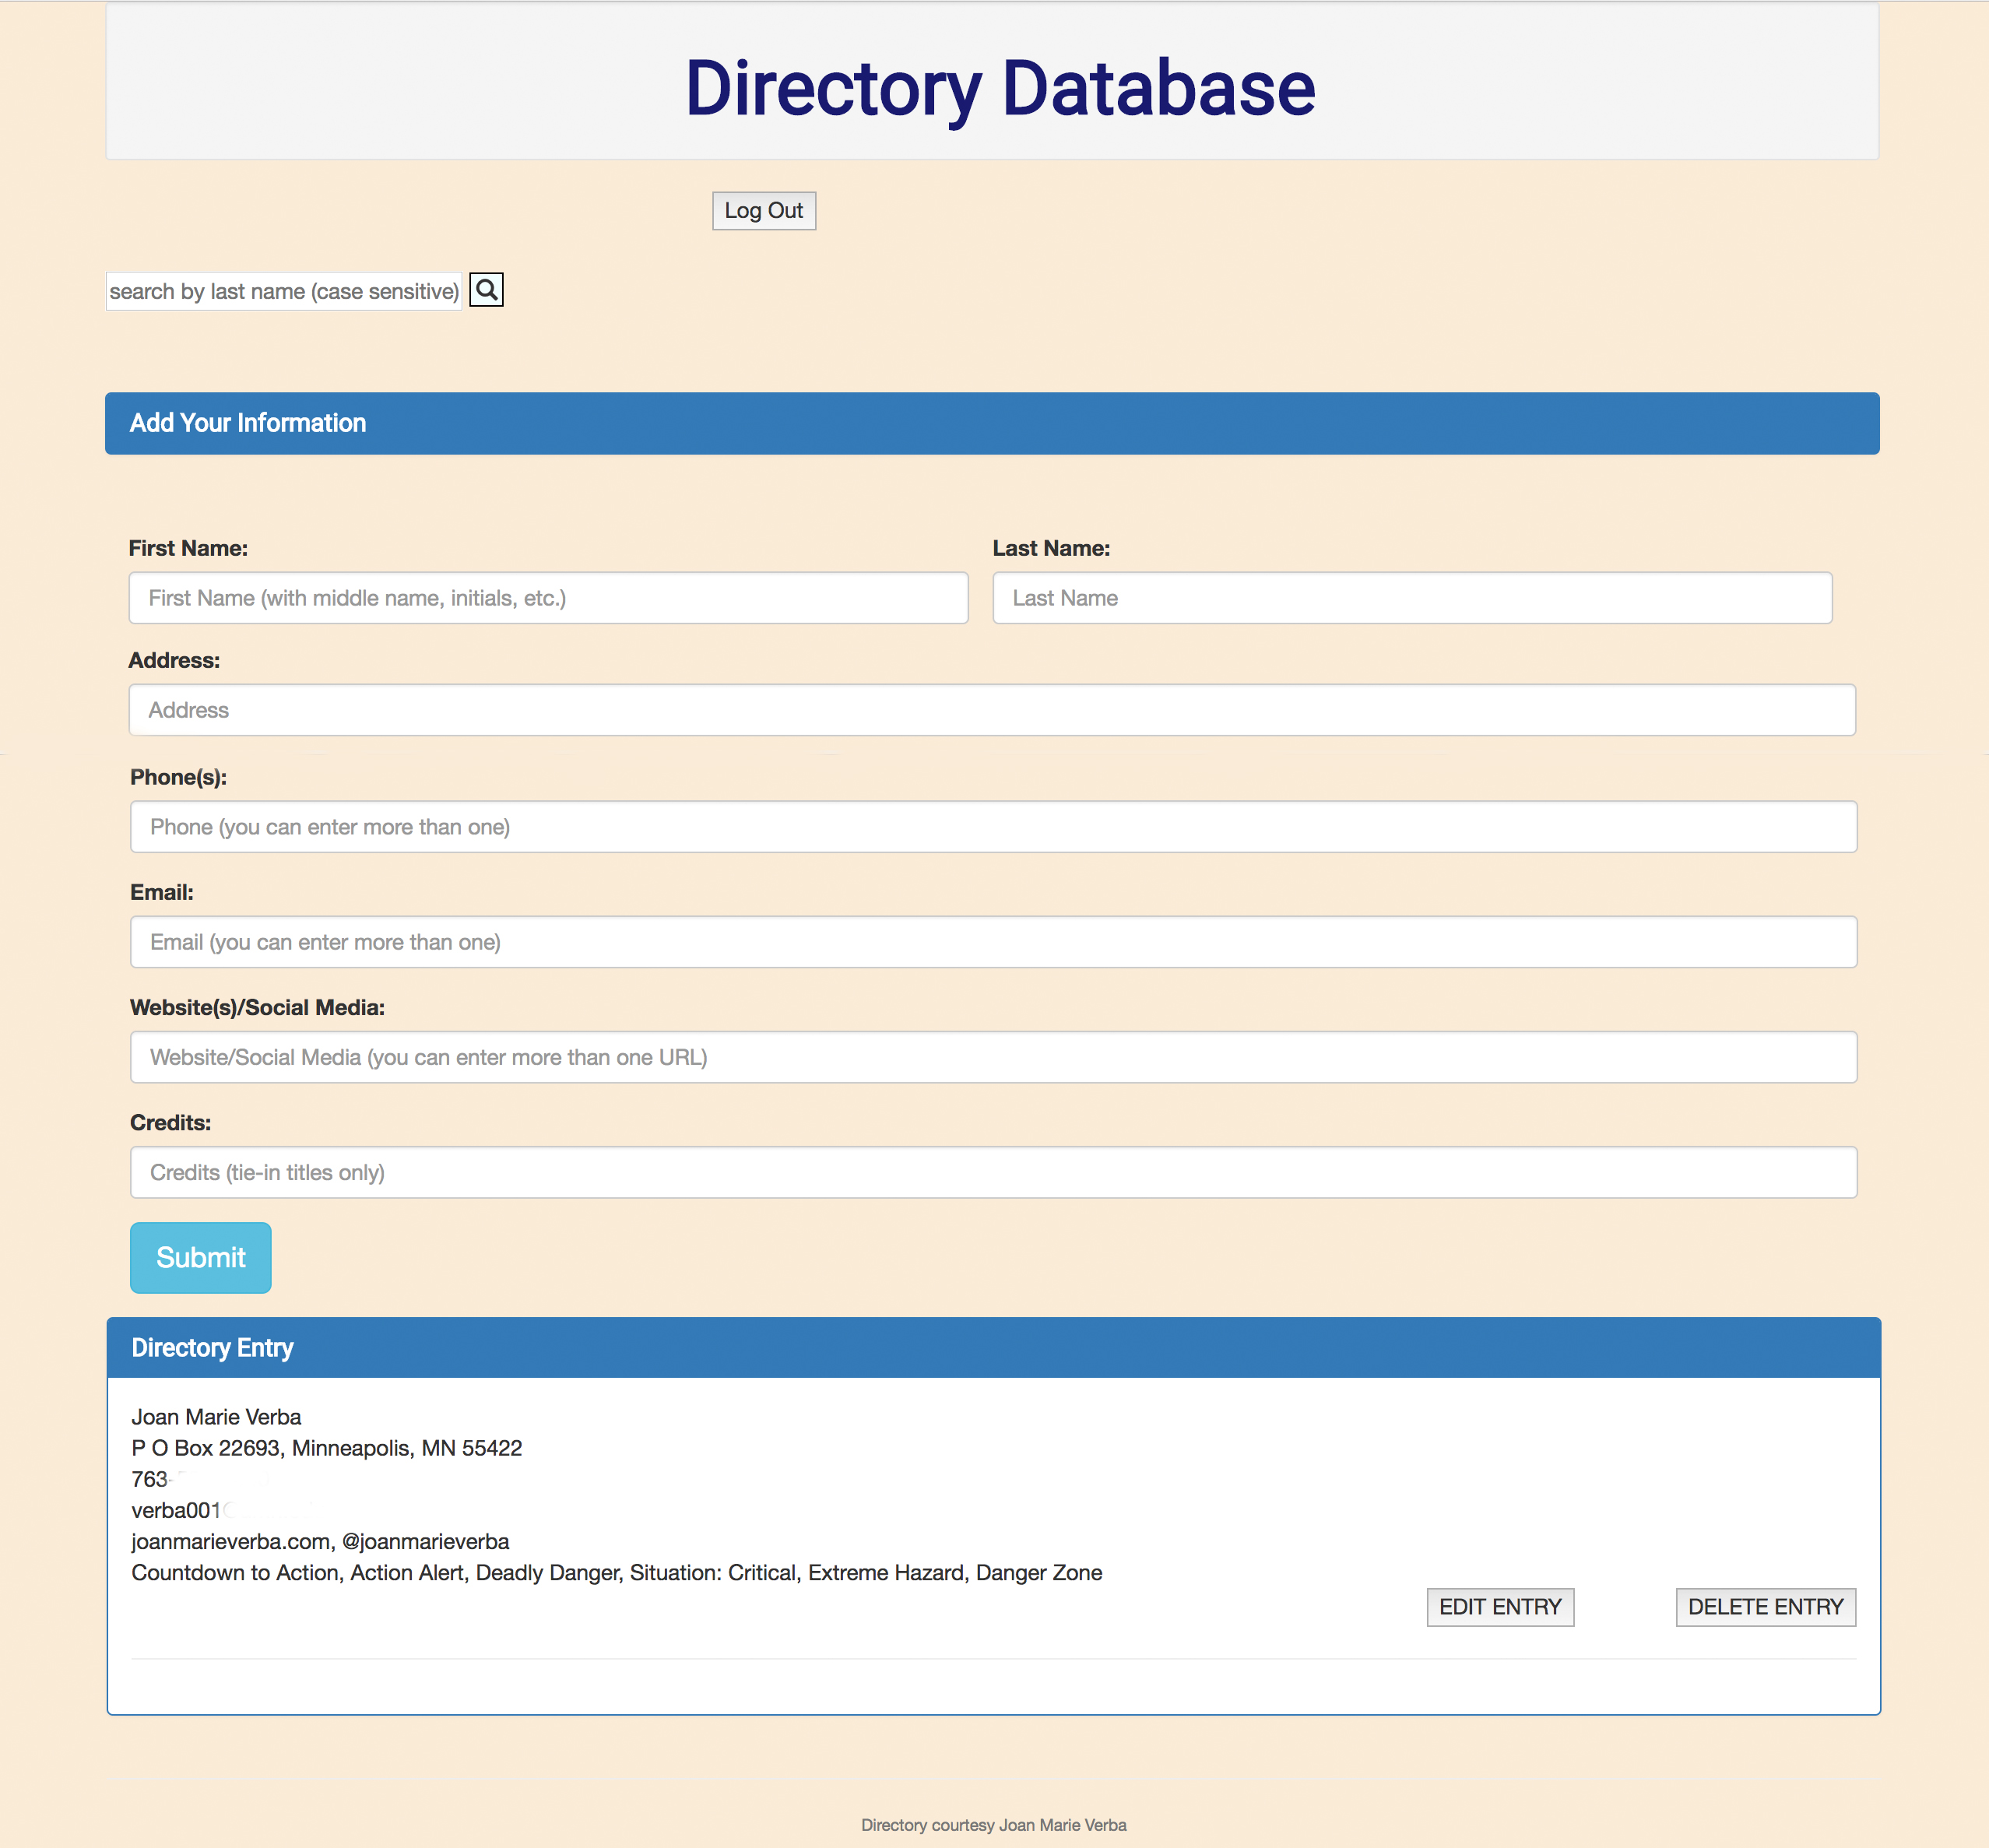 Directory Database
Log Out
search by last name (case sensitive)
Add Your Information
First Name:
Last Name:
First Name (with middle name, initials, etc.)
Last Name
Address:
Address
Phone(s):
Phone (you can enter more than one)
Email:
Email (you can enter more than one)
Website(s)/Social Media:
Website/Social Media (you can enter more than one URL)
Credits:
Credits (tie-in titles only)
Submit
Directory Entry
Joan Marie Verba
P O Box 22693, Minneapolis, MN 55422
763-
verba001
joanmarieverba.com, @joanmarieverba
Countdown to Action, Action Alert, Deadly Danger, Situation: Critical, Extreme Hazard, Danger Zone
EDIT ENTRY
DELETE ENTRY
Directory courtesy Joan Marie Verba